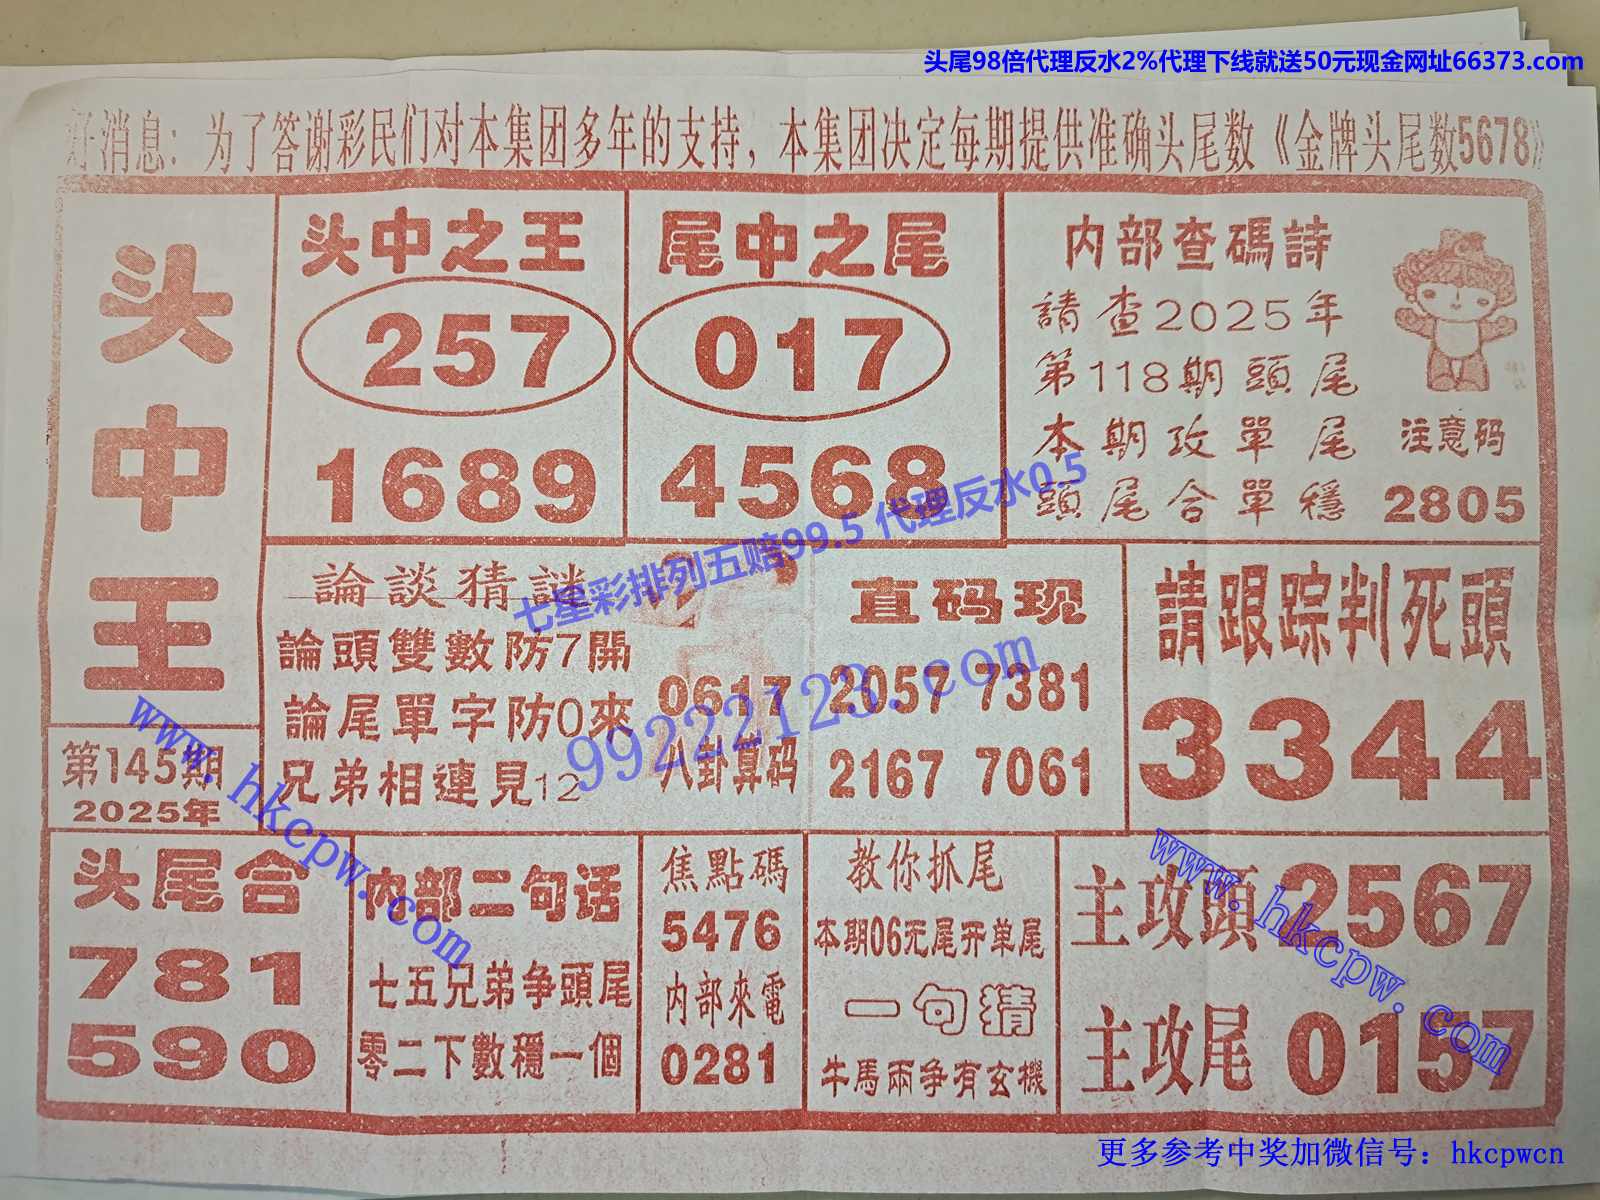 头尾98倍代理反水2%代理下线就送50元现金网址66373.com
好消息：为了答谢彩民们对本集团多年的支持，本集团决定每期提供准确头尾数《金牌头尾数5678》
头中王
第145期
2025年
头中之王
257
1689
尾中之尾
017
4568
内部查碼詩
請查2025年
第118期頭尾
本期攻單尾
頭尾合單穩
注意码
2805
論談猜謎
論頭雙數防7開
論尾單字防0來
兄弟相連見12
0617
八卦算码
直码现
2057 7381
2167 7061
請跟踪判死頭
3344
头尾合
781
590
内部二句话
七五兄弟争頭尾
零二下數穩一個
焦點碼
5476
内部來電
0281
教你抓尾
本期06无尾开单尾
一句猜
牛馬兩争有玄機
主攻頭2567
主攻尾0157
七星彩排列五赔99.5 代理反水0.5
99222123.com
www.hkcpw.com
www.hkcpw.com
更多参考中奖加微信号：hkcpwcn